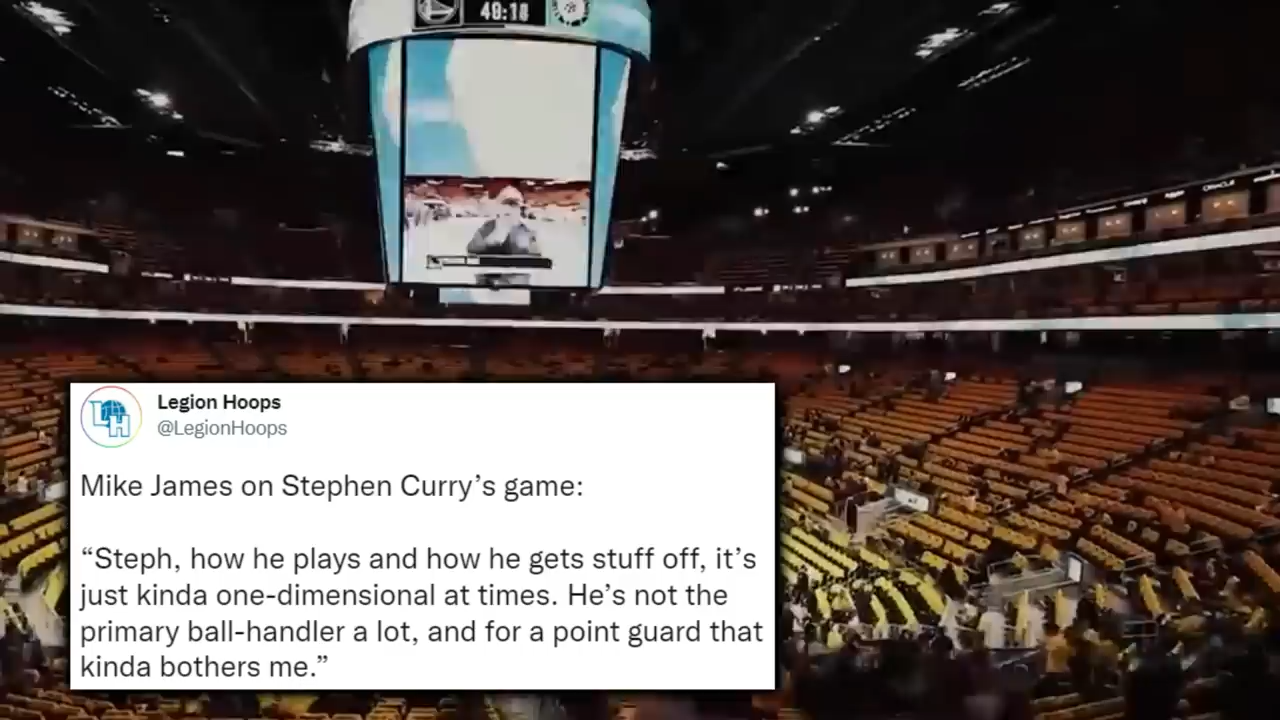 49:18
Legion Hoops
@LegionHoops
Mike James on Stephen Curry’s game:
“Steph, how he plays and how he gets stuff off, it’s
just kinda one-dimensional at times. He’s not the
primary ball-handler a lot, and for a point guard that
kinda bothers me.”